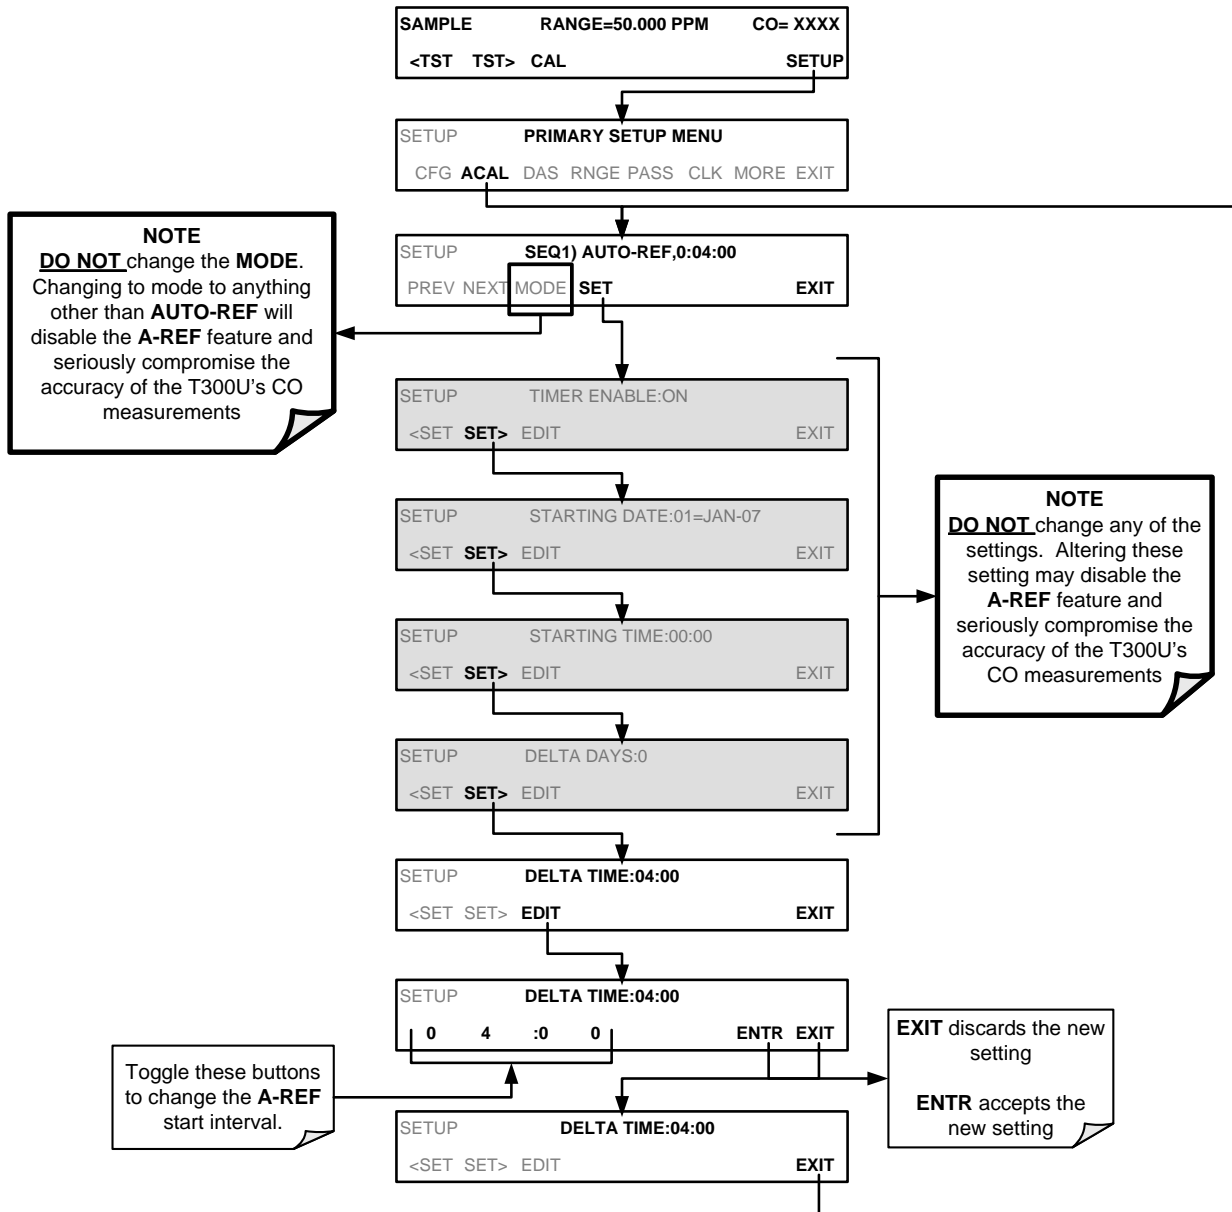 SAMPLE RANGE=50.000 PPM CO= XXXX
<TST TST> CAL SETUP
SETUP PRIMARY SETUP MENU
CFG ACAL DAS RNGE PASS CLK MORE EXIT
NOTE
DO NOT change the MODE.
Changing to mode to anything
other than AUTO-REF will
disable the A-REF feature and
seriously compromise the
accuracy of the T300U's CO
measurements
SETUP SEQ1) AUTO-REF,0:04:00
PREV NEXT MODE SET EXIT
SETUP TIMER ENABLE:ON
<SET SET> EDIT EXIT
SETUP STARTING DATE:01=JAN-07
<SET SET> EDIT EXIT
NOTE
DO NOT change any of the
settings. Altering these
setting may disable the
A-REF feature and
seriously compromise the
accuracy of the T300U's
CO measurements
SETUP STARTING TIME:00:00
<SET SET> EDIT EXIT
SETUP DELTA DAYS:0
<SET SET> EDIT EXIT
SETUP DELTA TIME:04:00
<SET SET> EDIT EXIT
SETUP DELTA TIME:04:00
0 4 :0 0 ENTR EXIT
EXIT discards the new
setting
ENTR accepts the
new setting
Toggle these buttons
to change the A-REF
start interval.
SETUP DELTA TIME:04:00
<SET SET> EDIT EXIT